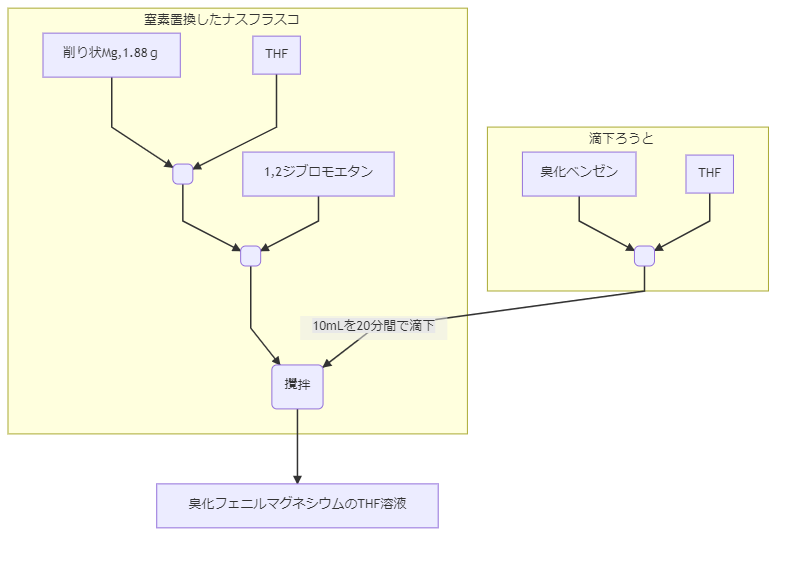 窒素置換したナスフラスコ
削り状Mg,1.88ｇ
THF
滴下ろうと
1,2ジブロモエタン
臭化ベンゼン
THF
10mLを20分間で滴下
攪拌
臭化フェニルマグネシウムのTHF溶液